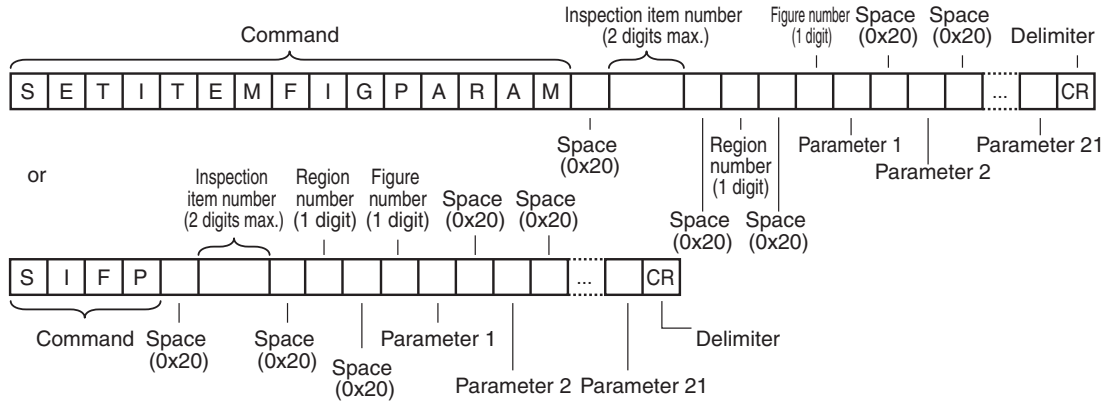 Command
Inspection item number
(2 digits max.)
Figure number
(1 digit)
Space
(0x20)
Space
(0x20)
Delimiter
S E T I T E M F I G P A R A M ... CR
Space
(0x20)
Space
(0x20)
Region
number
(1 digit)
Space
(0x20)
Parameter 1
Parameter 2
Parameter 21
or
Inspection
item number
(2 digits max.)
Region
number
(1 digit)
Figure
number
(1 digit)
Space
(0x20)
Space
(0x20)
S I F P ... CR
Command
Space
(0x20)
Space
(0x20)
Space
(0x20)
Parameter 1
Parameter 2
Parameter 21
Delimiter